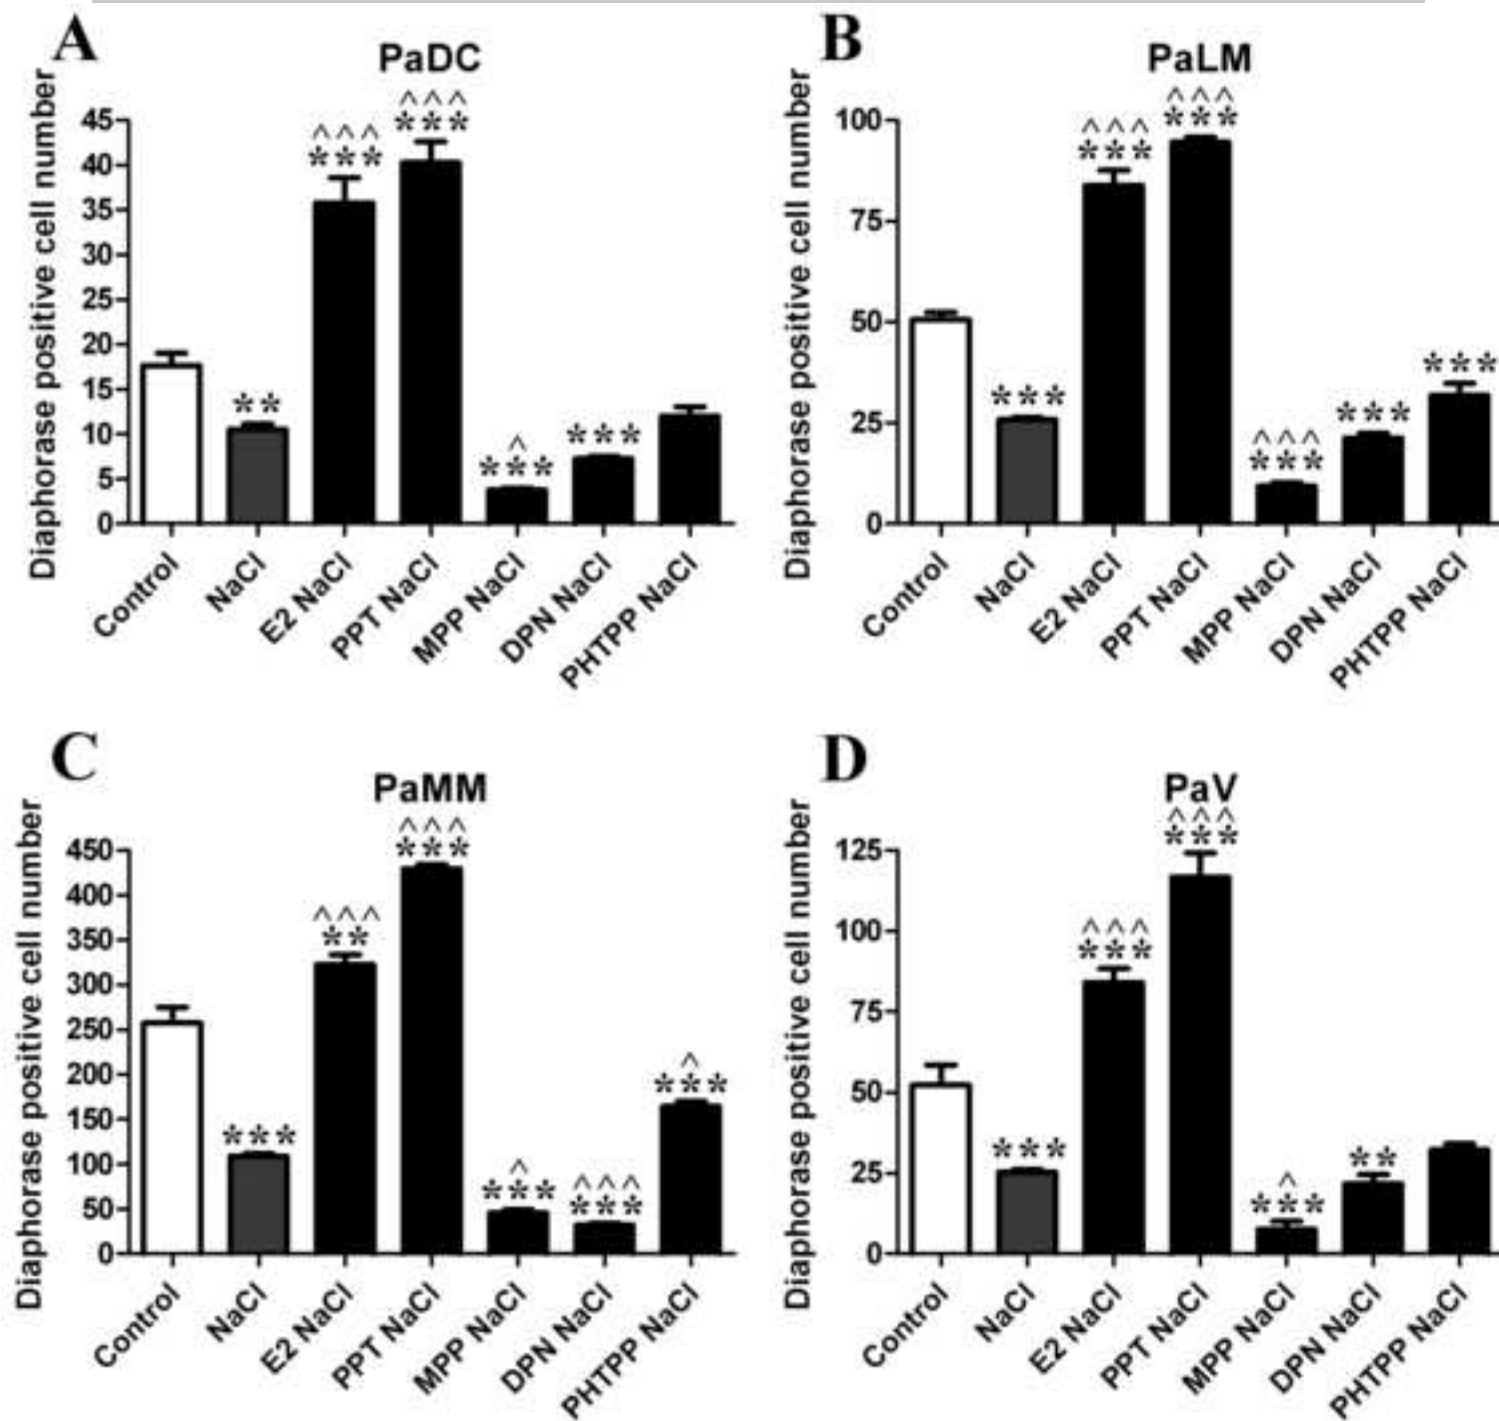 A
PaDC
Diaphorase positive cell number
45
40
35
30
25
20
15
10
5
0
^^^
***
^^^
***
**
^
***
***
Control
NaCl
E2 NaCl
PPT NaCl
MPP NaCl
DPN NaCl
PHTPP NaCl
B
PaLM
Diaphorase positive cell number
100
75
50
25
0
^^^
***
^^^
***
***
^^^
***
***
***
Control
NaCl
E2 NaCl
PPT NaCl
MPP NaCl
DPN NaCl
PHTPP NaCl
C
PaMM
Diaphorase positive cell number
450
400
350
300
250
200
150
100
50
0
***
^^^
**
^^^
***
^
***
^^^
***
^
***
Control
NaCl
E2 NaCl
PPT NaCl
MPP NaCl
DPN NaCl
PHTPP NaCl
D
PaV
Diaphorase positive cell number
125
100
75
50
25
0
***
^^^
***
^^^
***
^
***
**
Control
NaCl
E2 NaCl
PPT NaCl
MPP NaCl
DPN NaCl
PHTPP NaCl